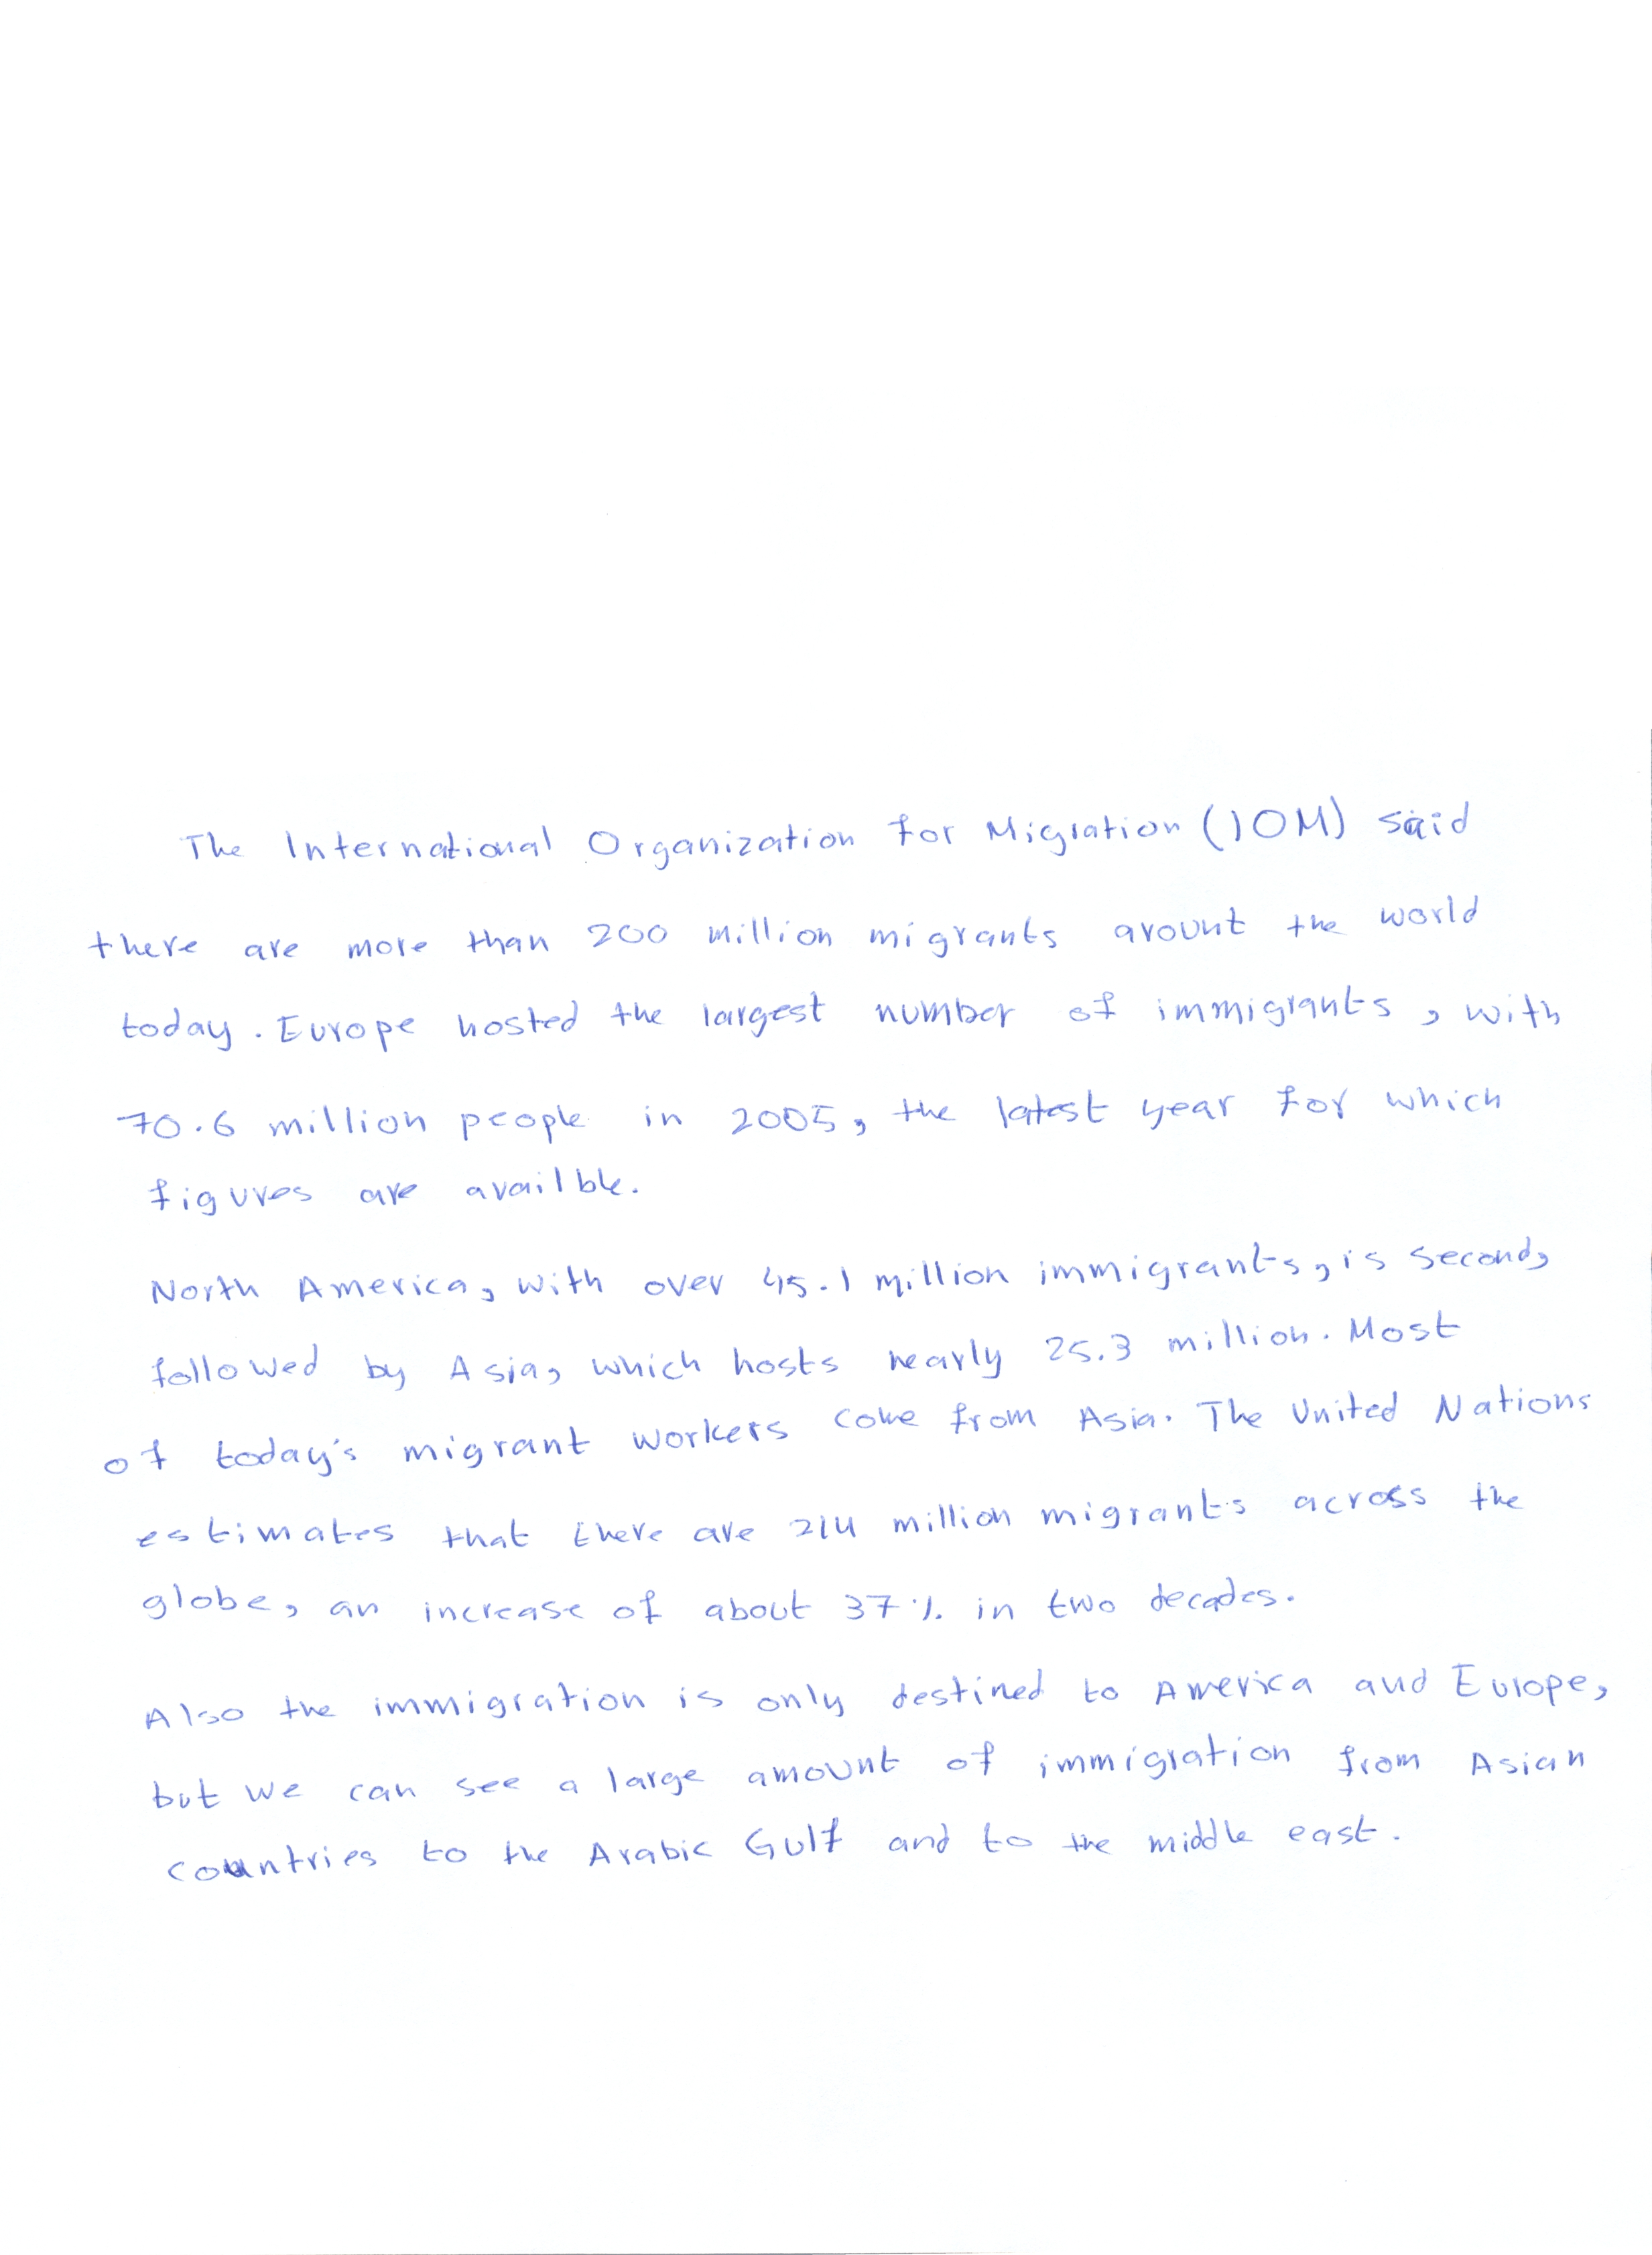 The International Organization for Migration (IOM) said
there are more than 200 million migrants arount the world
today. Europe hosted the largest number of immigrants, with
70.6 million people in 2005, the latest year for which
figures are availble.
North America, with over 45.1 million immigrants, is second,
followed by Asia, which hosts nearly 25.3 million. Most
of today's migrant workers come from Asia. The United Nations
estimates that there are 214 million migrants across the
globe, an increase of about 37% in two decades.
Also the immigration is only destined to America and Europe,
but we can see a large amount of immigration from Asian
countries to the Arabic Gulf and to the middle east.